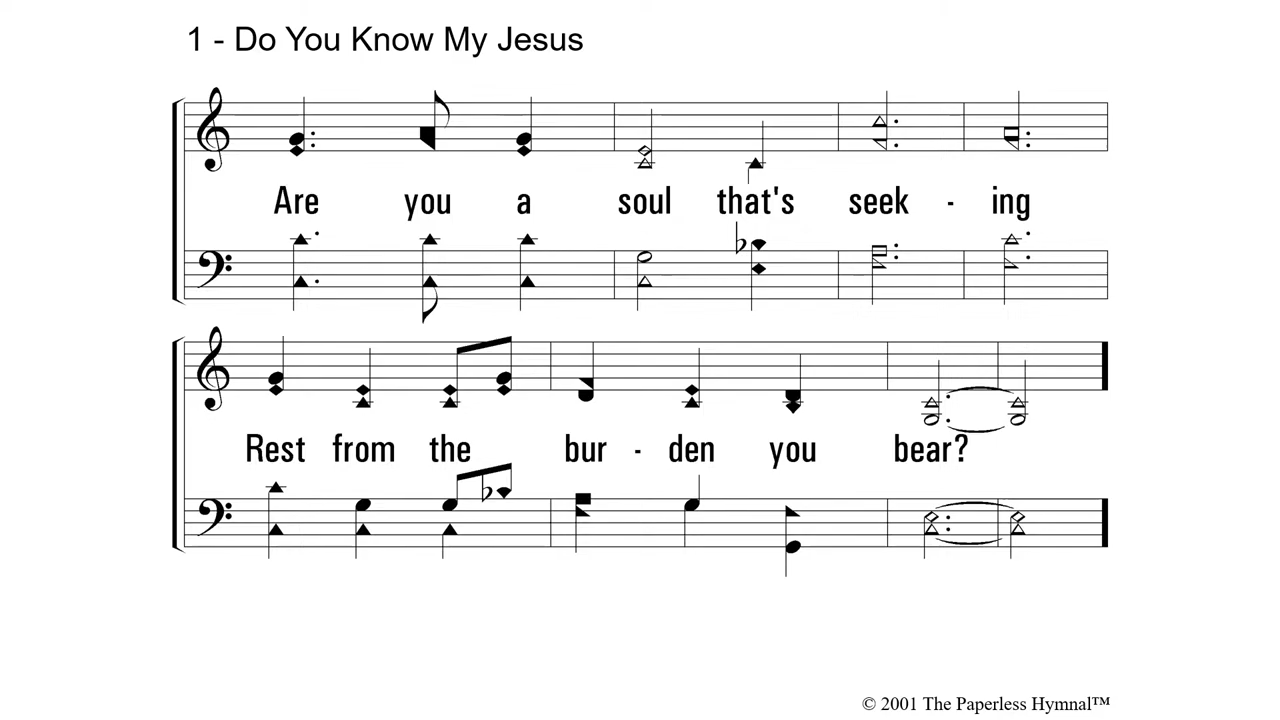 1 - Do You Know My Jesus
Are you a soul that's seek - ing
Rest from the bur - den you bear?
© 2001 The Paperless Hymnal™